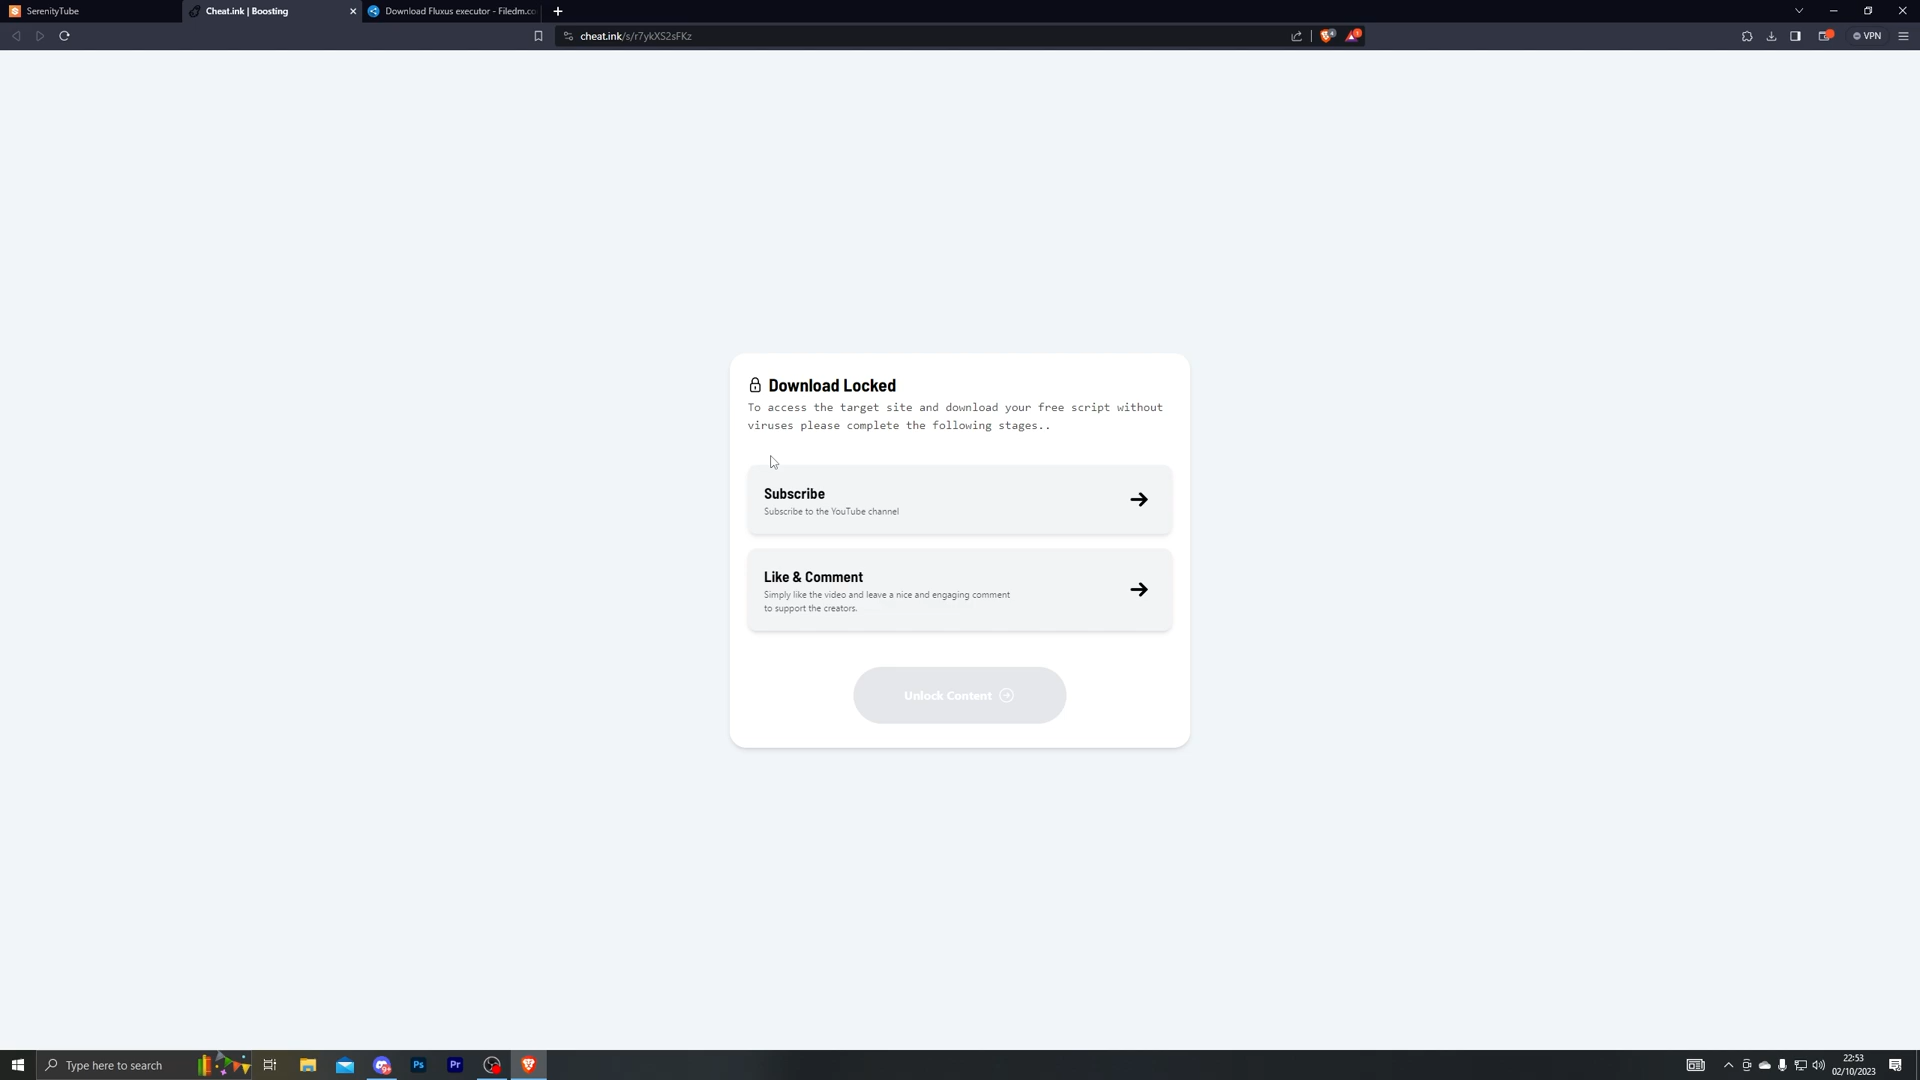 SerenityTube
Cheat.ink | Boosting
Download Fluxus executor - Filedm.co
cheat.ink/s/r7ykXS2sFKz
VPN
Download Locked
To access the target site and download your free script without
viruses please complete the following stages..
Subscribe
Subscribe to the YouTube channel
Like & Comment
Simply like the video and leave a nice and engaging comment
to support the creators.
Unlock Content
Type here to search
Ps
Pr
22:53
02/10/2023